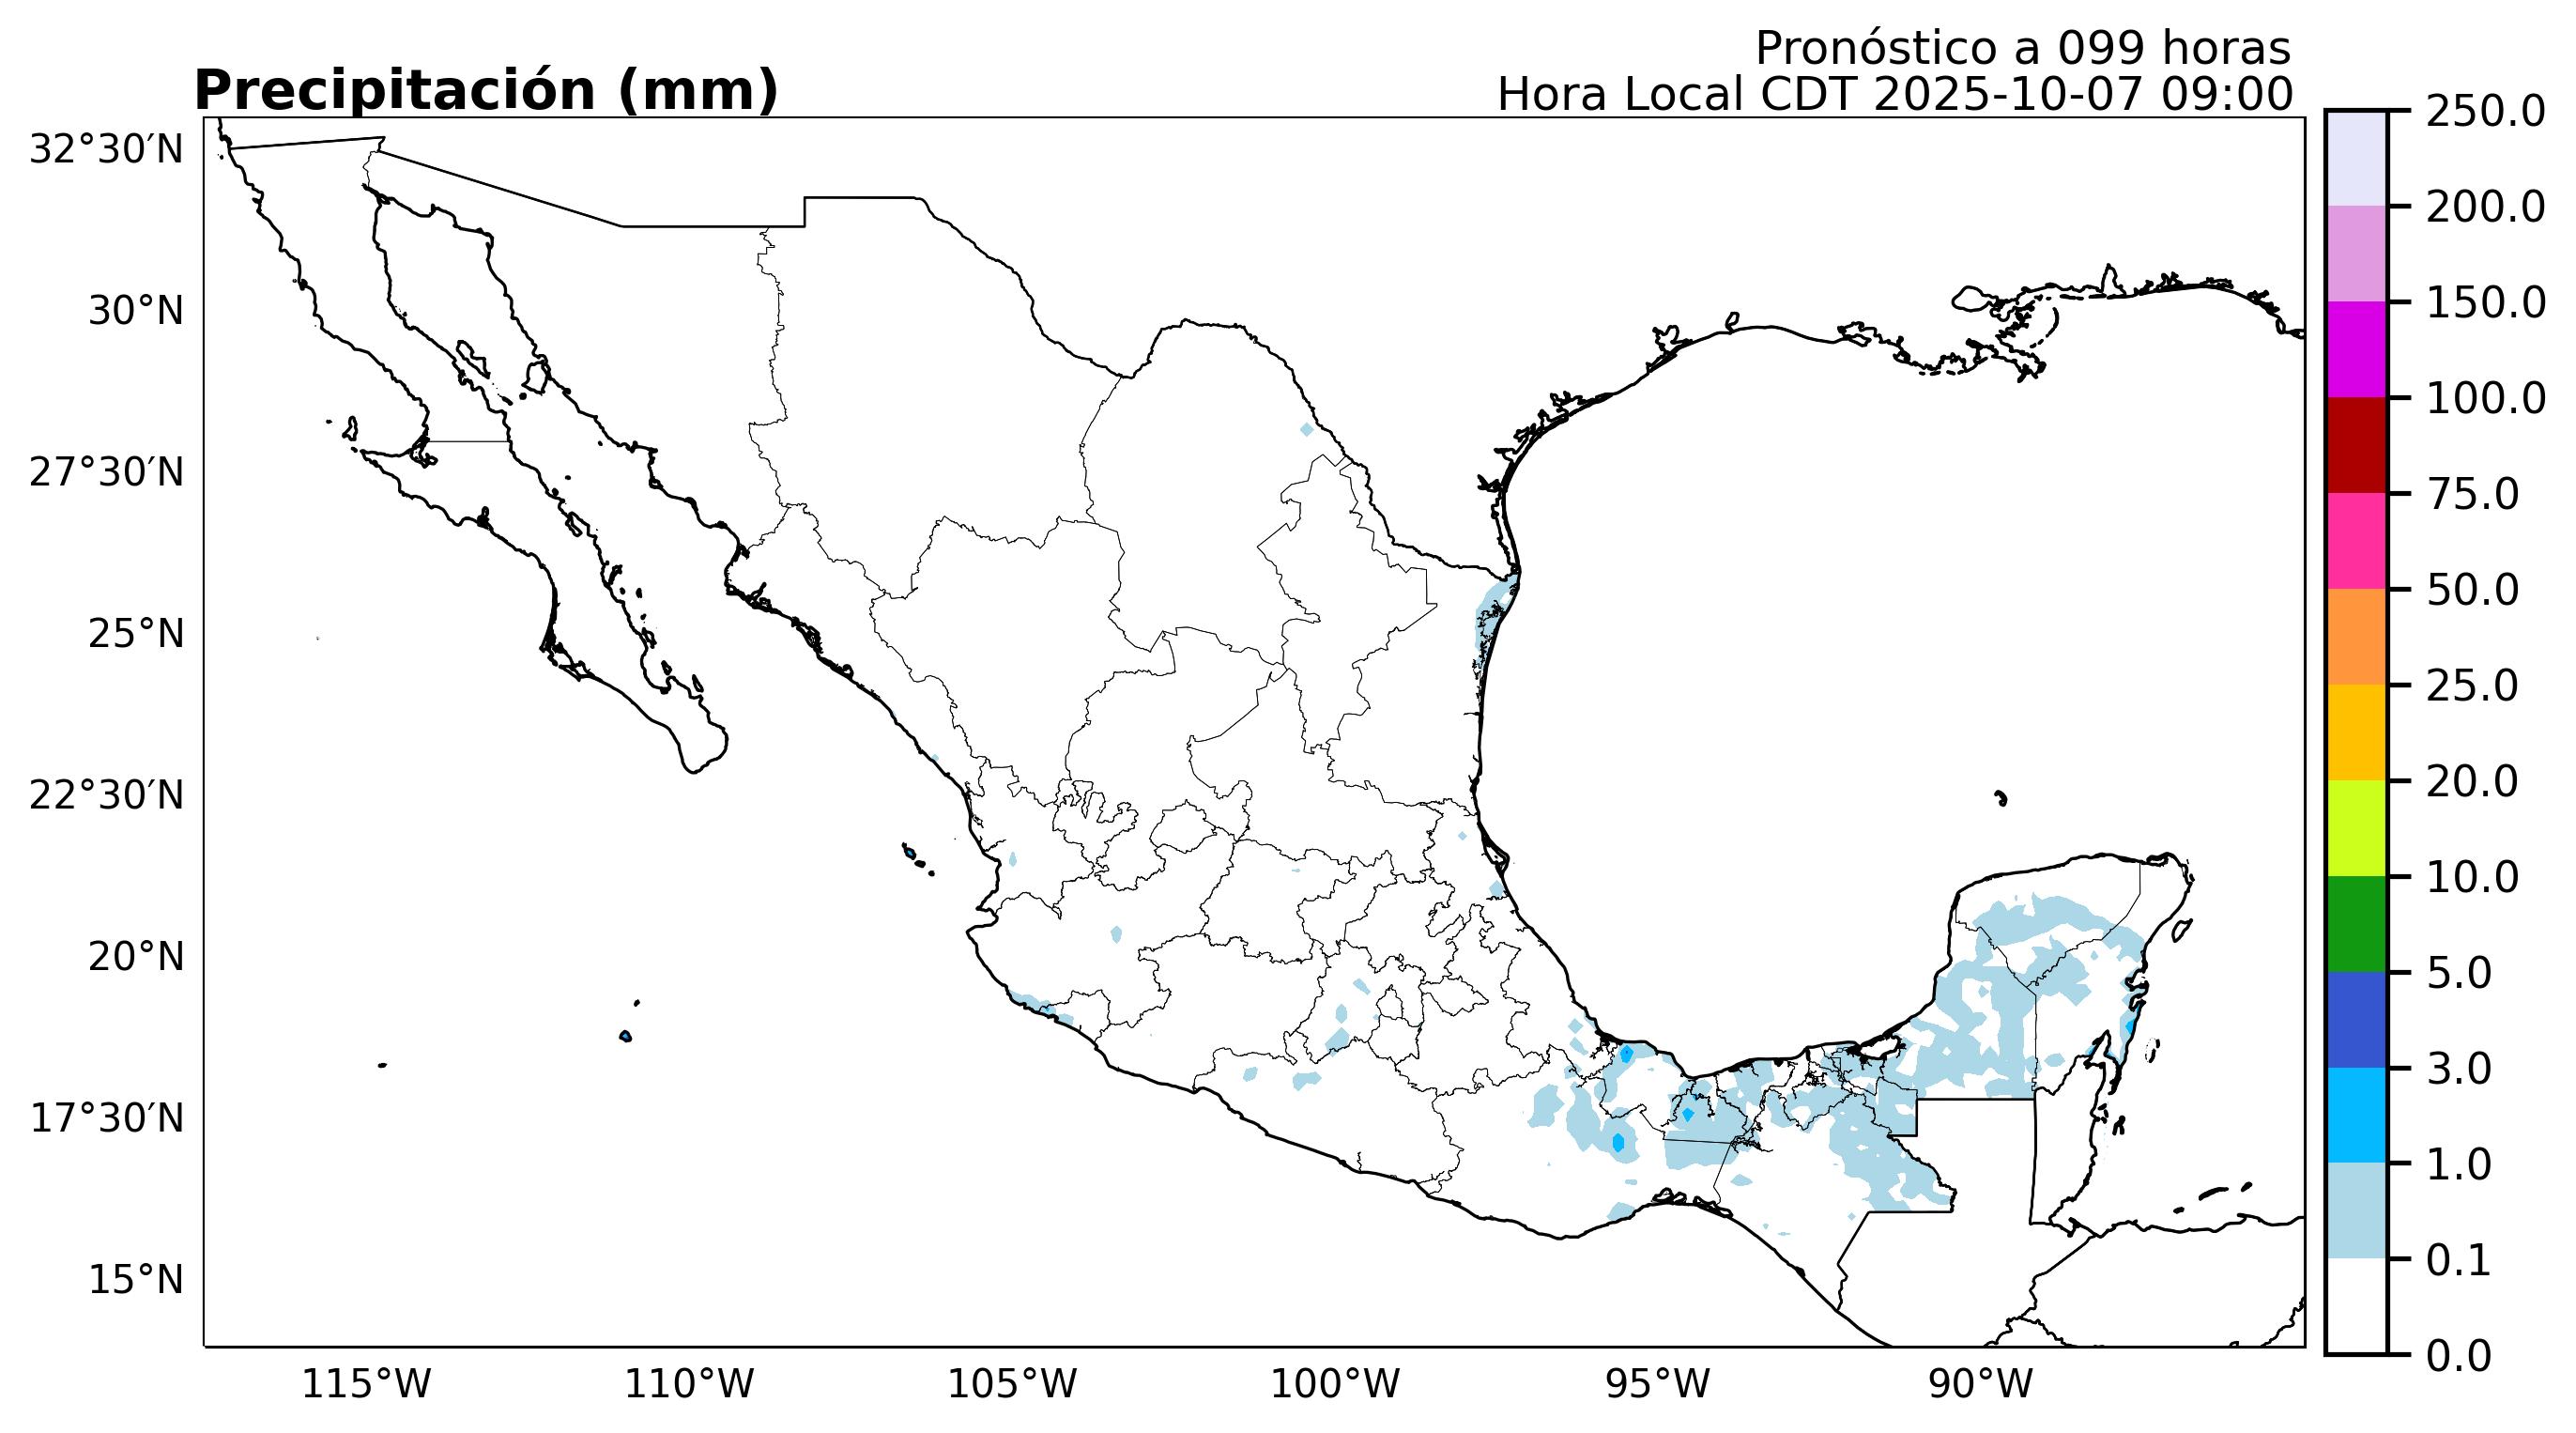 Pronóstico a 099 horas
Precipitación (mm)
Hora Local CDT 2025-10-07 09:00
32°30′N
30°N
27°30′N
25°N
22°30′N
20°N
17°30′N
15°N
115°W
110°W
105°W
100°W
95°W
90°W
250.0
200.0
150.0
100.0
75.0
50.0
25.0
20.0
10.0
5.0
3.0
1.0
0.1
0.0